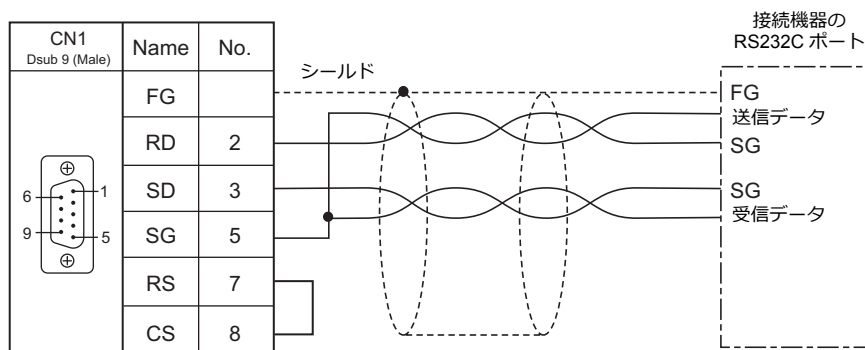 接続機器の
RS232C ポート
CN1
Dsub 9 (Male)
Name
No.
シールド
FG
FG
送信データ
RD
2
SG
6
1
SD
3
SG
9
5
SG
5
受信データ
RS
7
CS
8